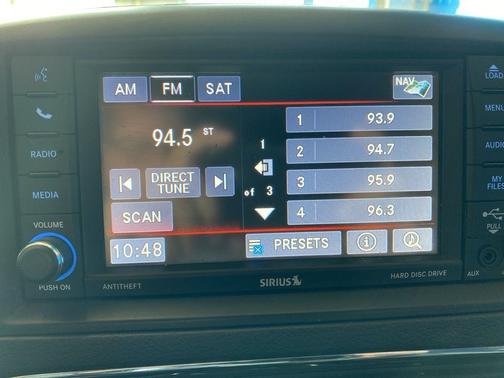 AM FM SAT NAV
LOAD
MENU
94.5 ST
1 93.9
RADIO
AUDIO
1
2 94.7
DIRECT TUNE
of 3
3 95.9
MY FILES
MEDIA
SCAN
4 96.3
VOLUME
10:48 PRESETS
PULL
PUSH ON
ANTITHEFT SIRIUS HARD DISC DRIVE AUX